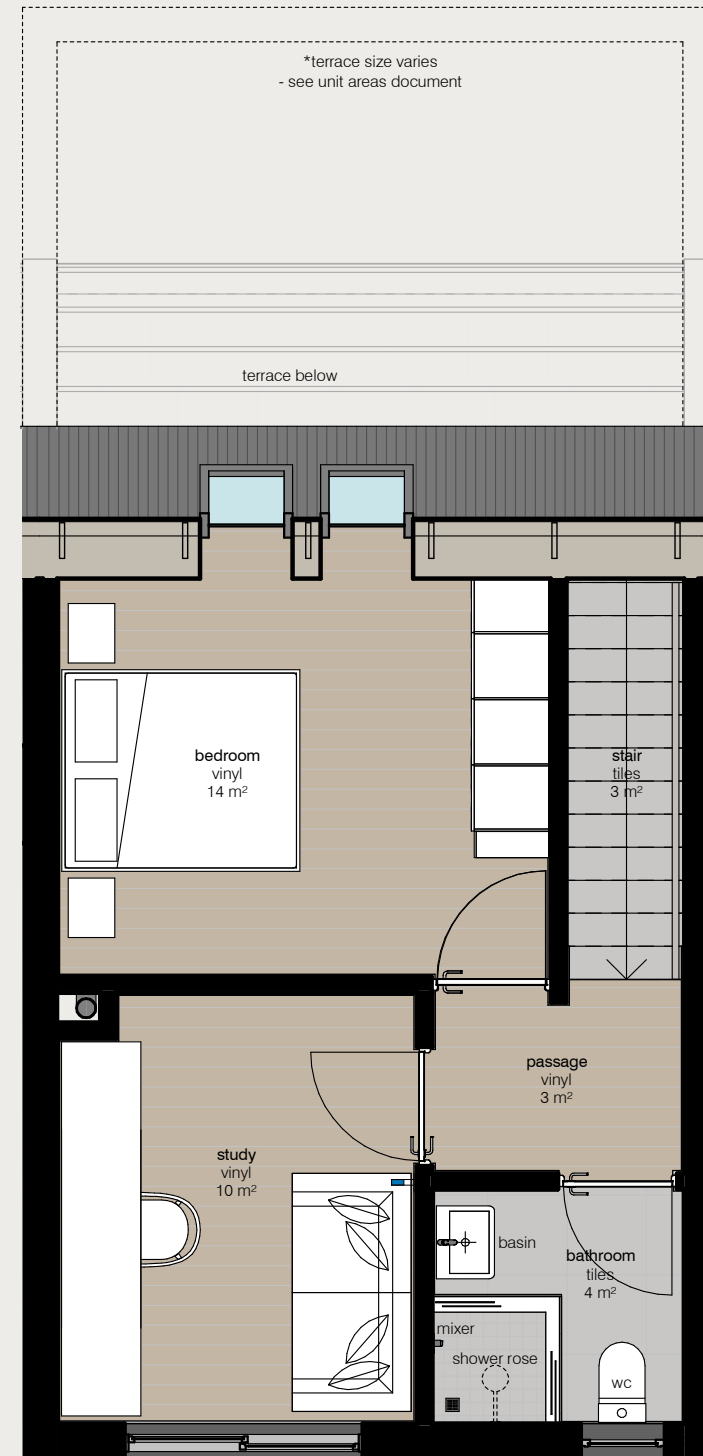 *terrace size varies
- see unit areas document
terrace below
bedroom
vinyl
14 m²
stair
tiles
3 m²
passage
vinyl
3 m²
study
vinyl
10 m²
basin
bathroom
tiles
4 m²
mixer
shower rose
wc